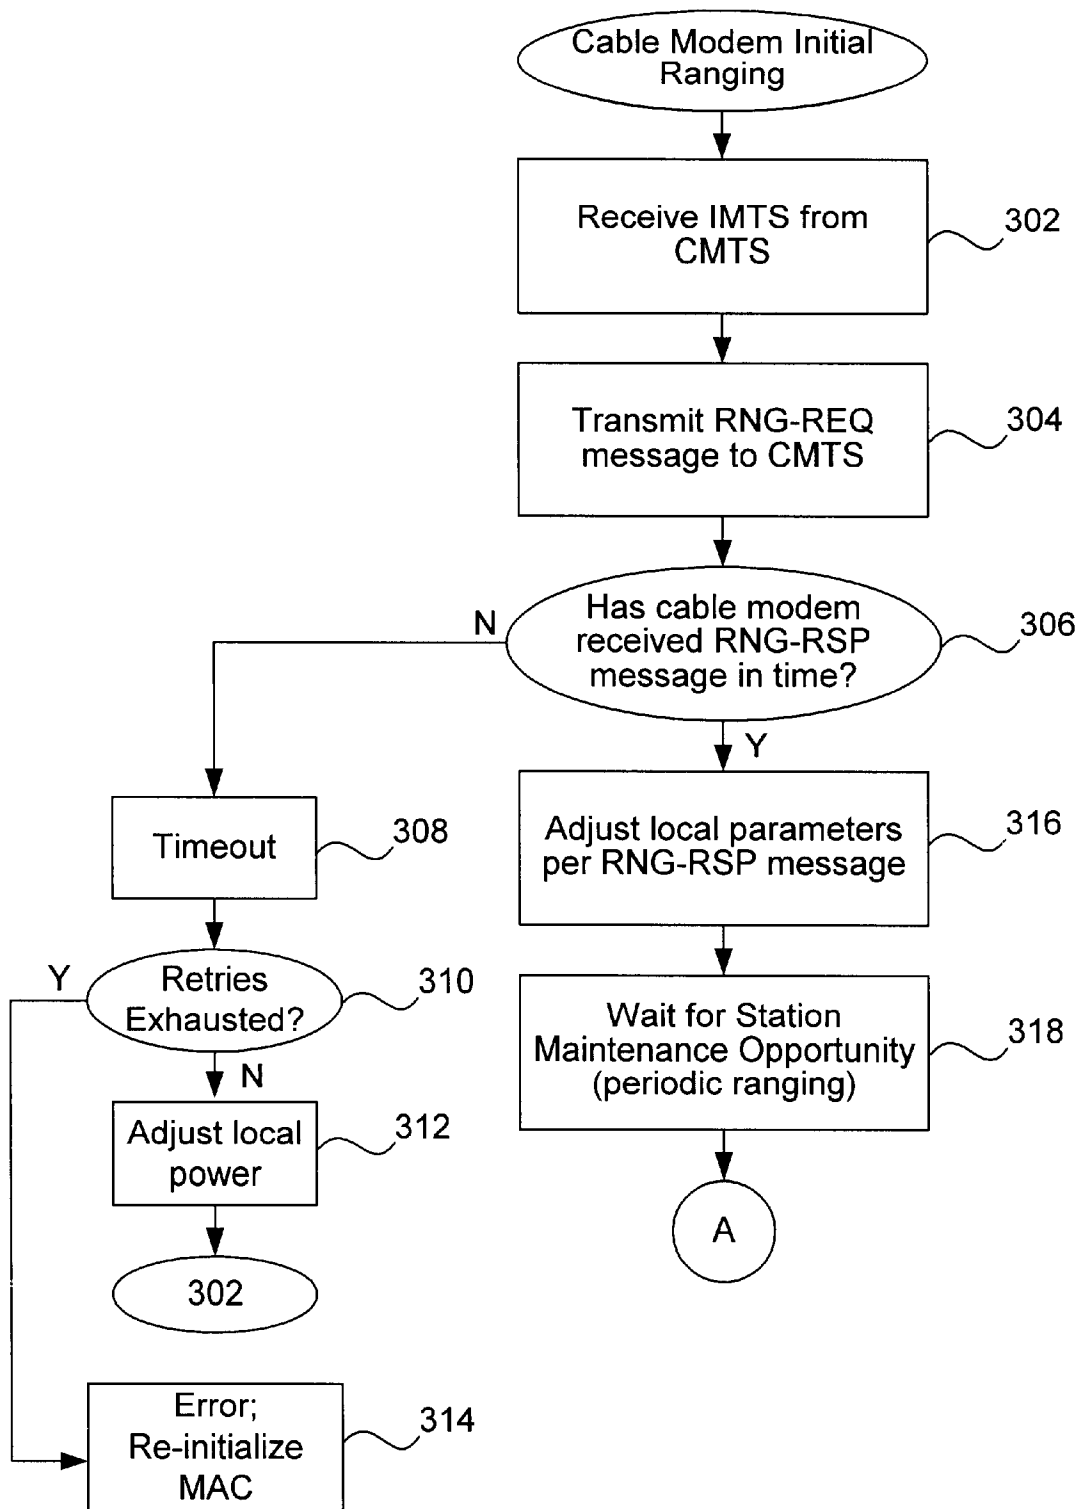 Cable Modem Initial
Ranging
Receive IMTS from
CMTS
302
Transmit RNG-REQ
message to CMTS
304
Has cable modem
received RNG-RSP
message in time?
306
N
Y
Timeout
308
Adjust local parameters
per RNG-RSP message
316
Retries
Exhausted?
310
Y
N
Wait for Station
Maintenance Opportunity
(periodic ranging)
318
Adjust local
power
312
A
302
Error;
Re-initialize
MAC
314